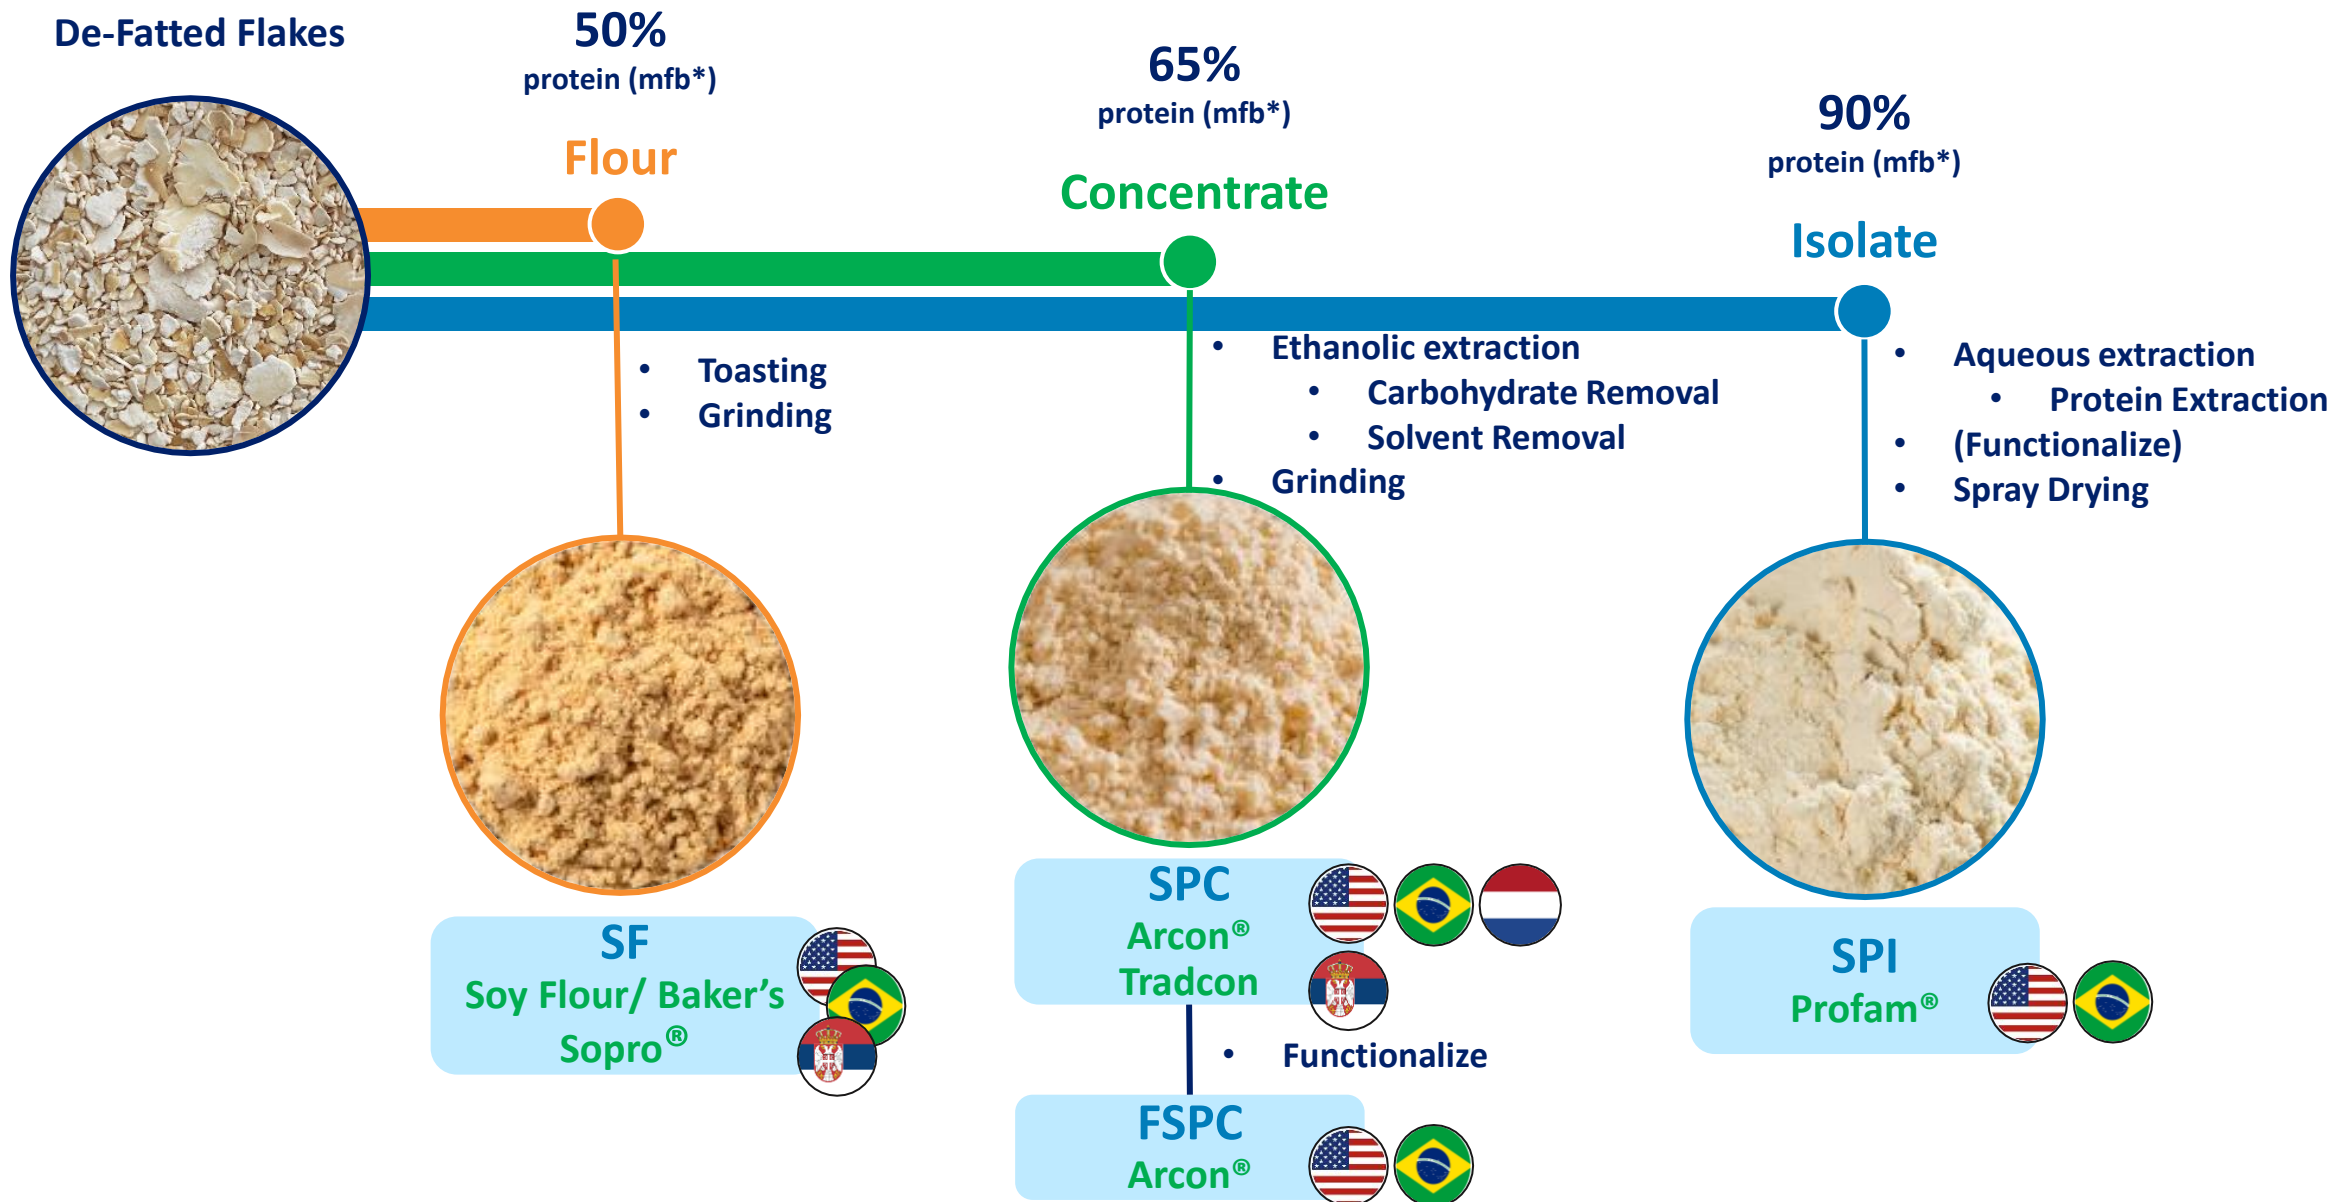 De-Fatted Flakes
50%
protein (mfb*)
Flour
65%
protein (mfb*)
Concentrate
90%
protein (mfb*)
Isolate
• Toasting
• Grinding
• Ethanolic extraction
• Carbohydrate Removal
• Solvent Removal
• Grinding
• Aqueous extraction
• Protein Extraction
• (Functionalize)
• Spray Drying
SF
Soy Flour/ Baker’s
Sopro®
SPC
Arcon®
Tradcon
• Functionalize
FSPC
Arcon®
SPI
Profam®